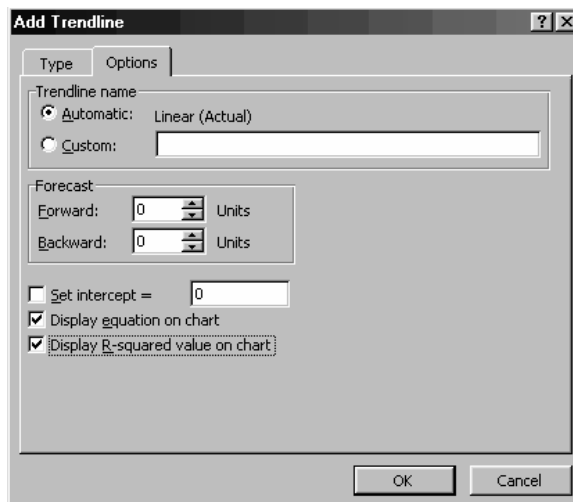 Add Trendline
Type Options
Trendline name
Automatic: Linear (Actual)
Custom:
Forecast
Forward: 0 Units
Backward: 0 Units
Set intercept = 0
Display equation on chart
Display R-squared value on chart
OK Cancel